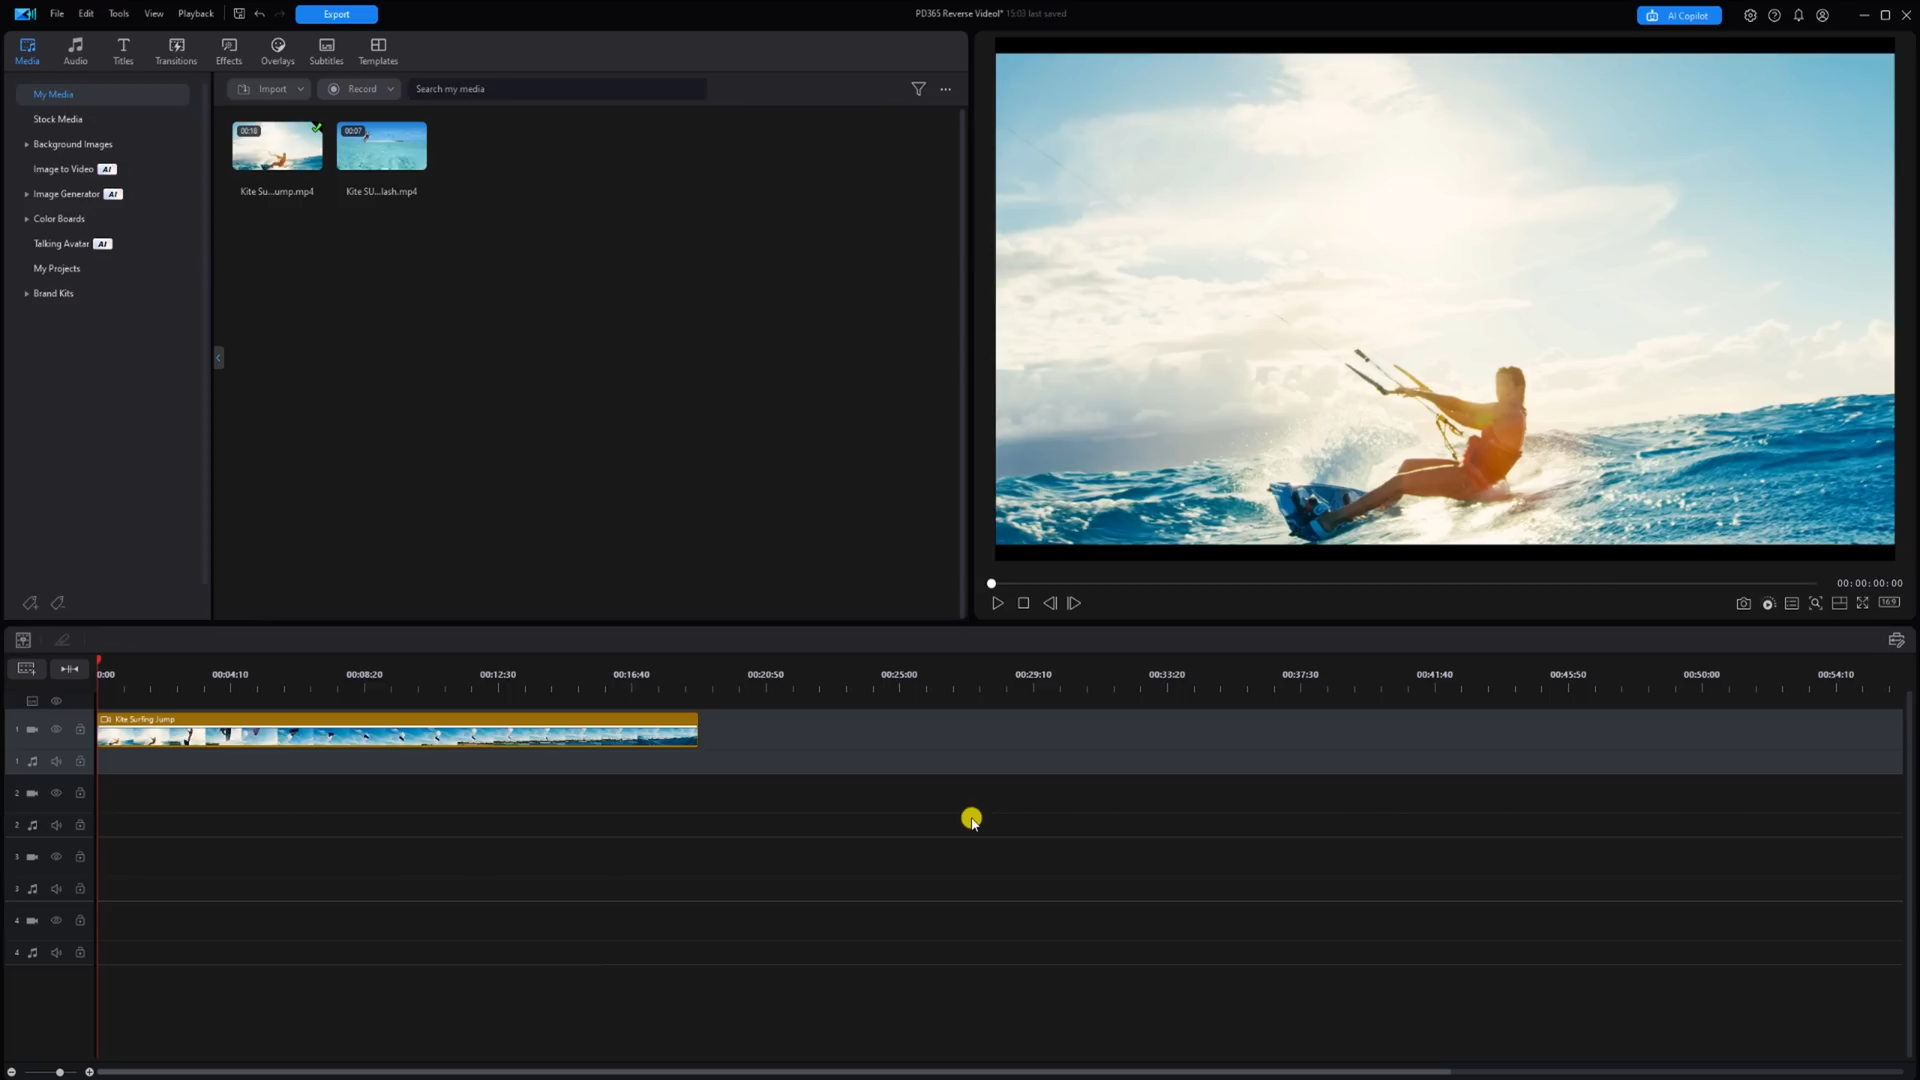 File Edit Tools View Playback Export PD365 Reverse Video!* 15:03 last saved AI Copilot
Media Audio Titles Transitions Effects Overlays Subtitles Templates
My Media
Stock Media
Background Images
Image to Video AI
Image Generator AI
Color Boards
Talking Avatar AI
My Projects
Brand Kits
Import Record Search my media
00:18 00:07
Kite Su...ump.mp4 Kite SU...lash.mp4
00:00:00:00
16:9
0:00 00:04:10 00:08:20 00:12:30 00:16:40 00:20:50 00:25:00 00:29:10 00:33:20 00:37:30 00:41:40 00:45:50 00:50:00 00:54:10
Kite Surfing Jump
1
1
2
2
3
3
4
4